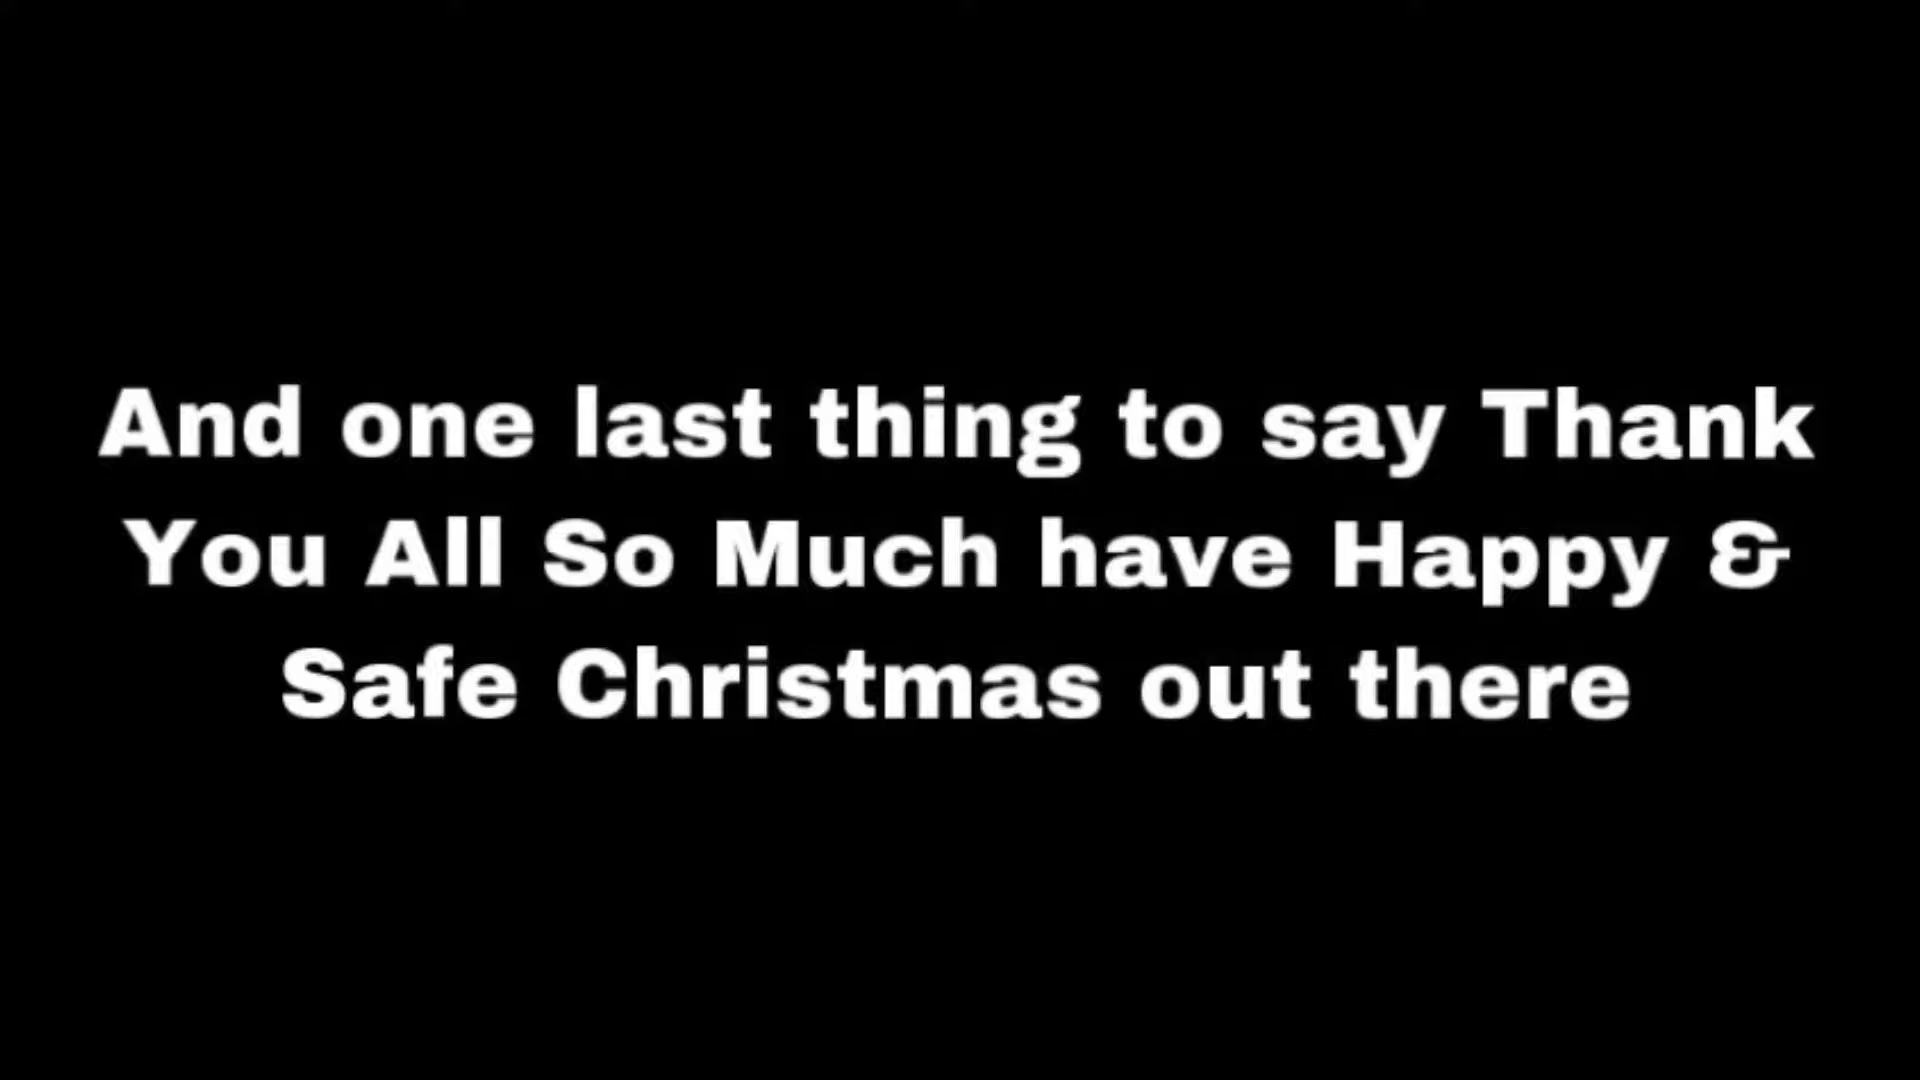 And one last thing to say Thank
You All So Much have Happy &
Safe Christmas out there